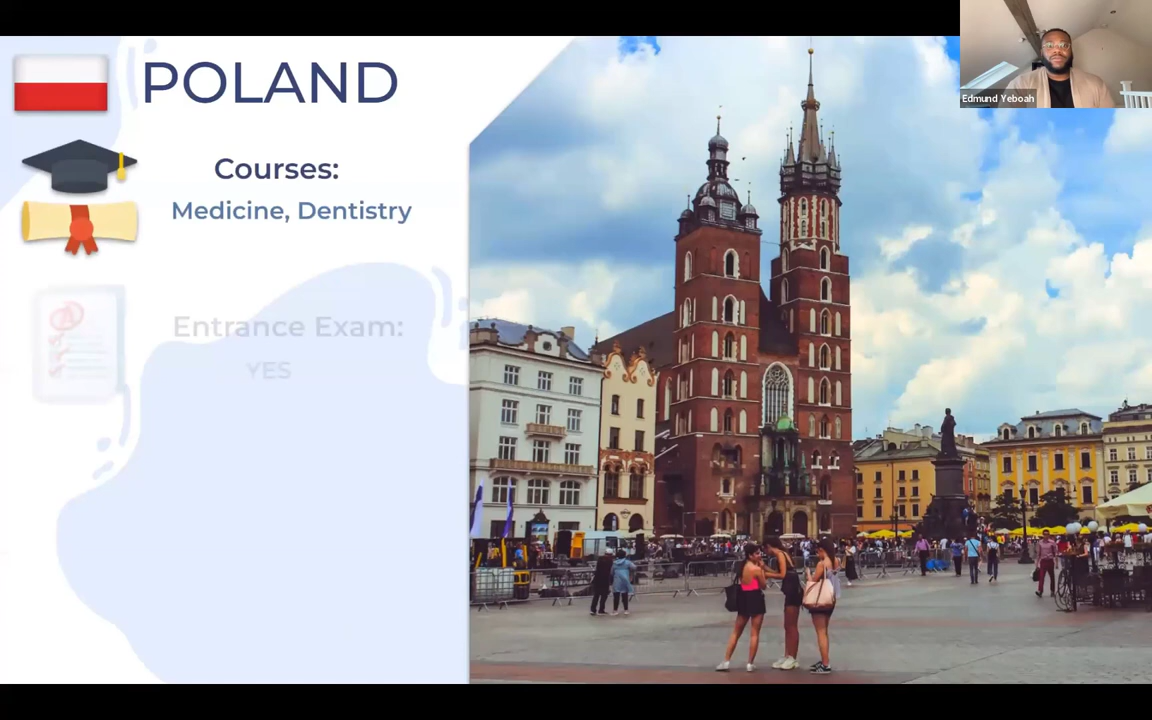 POLAND
Courses:
Medicine, Dentistry
Entrance Exam:
YES
Edmund Yeboah